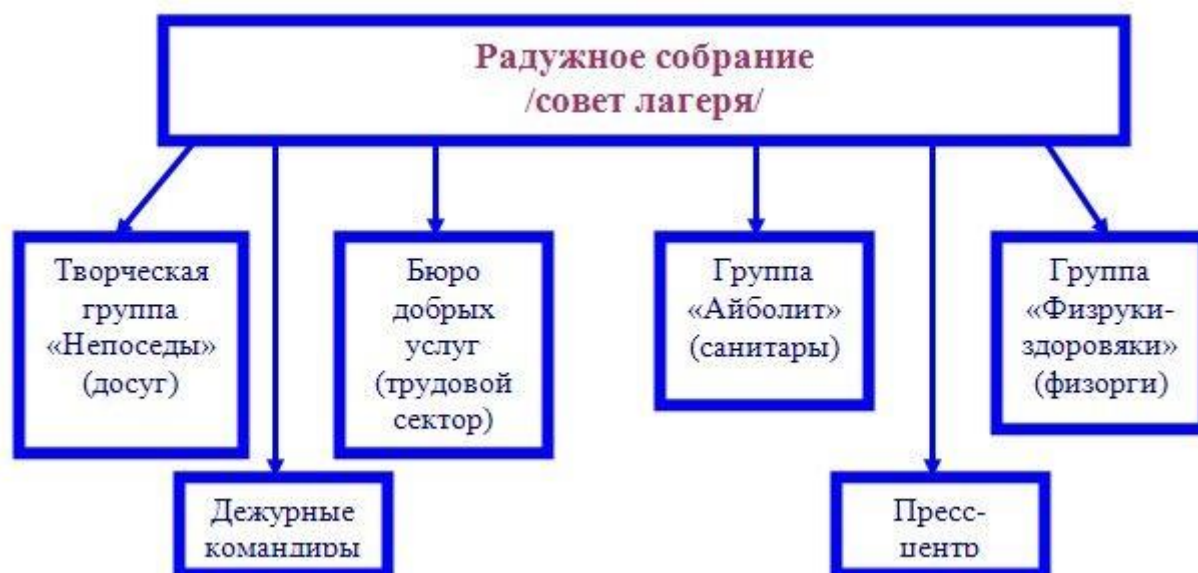 Радужное собрание
/совет лагеря/
Творческая
группа
«Непоседы»
(досуг)
Бюро
добрых
услуг
(трудовой
сектор)
Группа
«Айболит»
(санитары)
Группа
«Физруки-
здоровяки»
(физорги)
Дежурные
командиры
Пресс-
центр